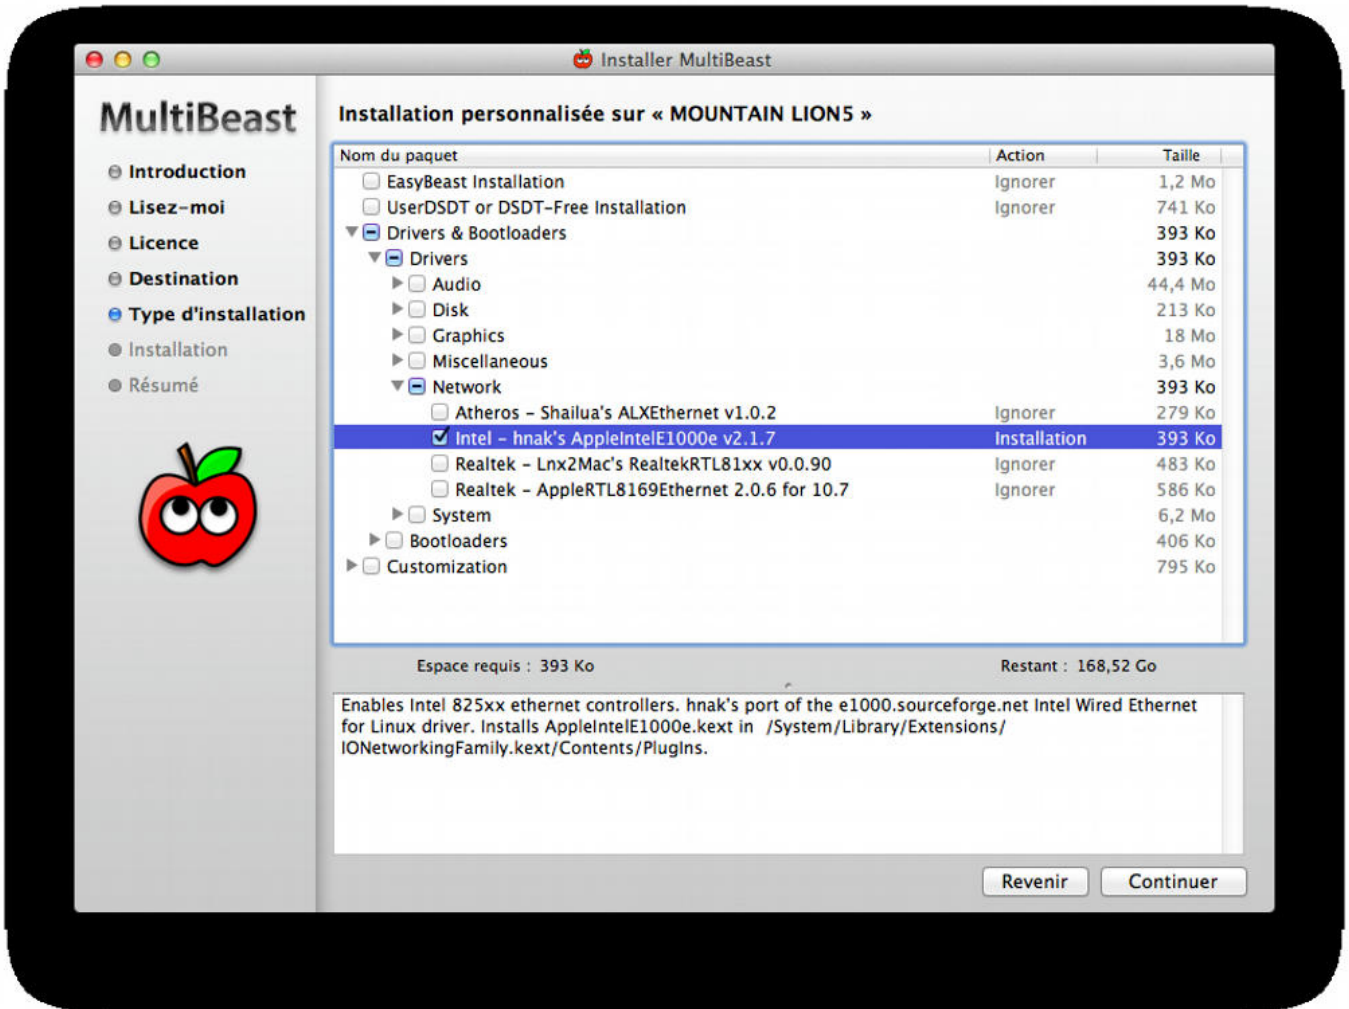 Installer MultiBeast
MultiBeast
Introduction
Lisez-moi
Licence
Destination
Type d'installation
Installation
Résumé
Installation personnalisée sur « MOUNTAIN LION5 »
Nom du paquet Action Taille
EasyBeast Installation Ignorer 1,2 Mo
UserDSDT or DSDT-Free Installation Ignorer 741 Ko
Drivers & Bootloaders 393 Ko
Drivers 393 Ko
Audio 44,4 Mo
Disk 213 Ko
Graphics 18 Mo
Miscellaneous 3,6 Mo
Network 393 Ko
Atheros - Shailua's ALXEthernet v1.0.2 Ignorer 279 Ko
Intel - hnak's AppleIntelE1000e v2.1.7 Installation 393 Ko
Realtek - Lnx2Mac's RealtekRTL81xx v0.0.90 Ignorer 483 Ko
Realtek - AppleRTL8169Ethernet 2.0.6 for 10.7 Ignorer 586 Ko
System 6,2 Mo
Bootloaders 406 Ko
Customization 795 Ko
Espace requis : 393 Ko Restant : 168,52 Go
Enables Intel 825xx ethernet controllers. hnak's port of the e1000.sourceforge.net Intel Wired Ethernet
for Linux driver. Installs AppleIntelE1000e.kext in /System/Library/Extensions/
IONetworkingFamily.kext/Contents/PlugIns.
Revenir Continuer